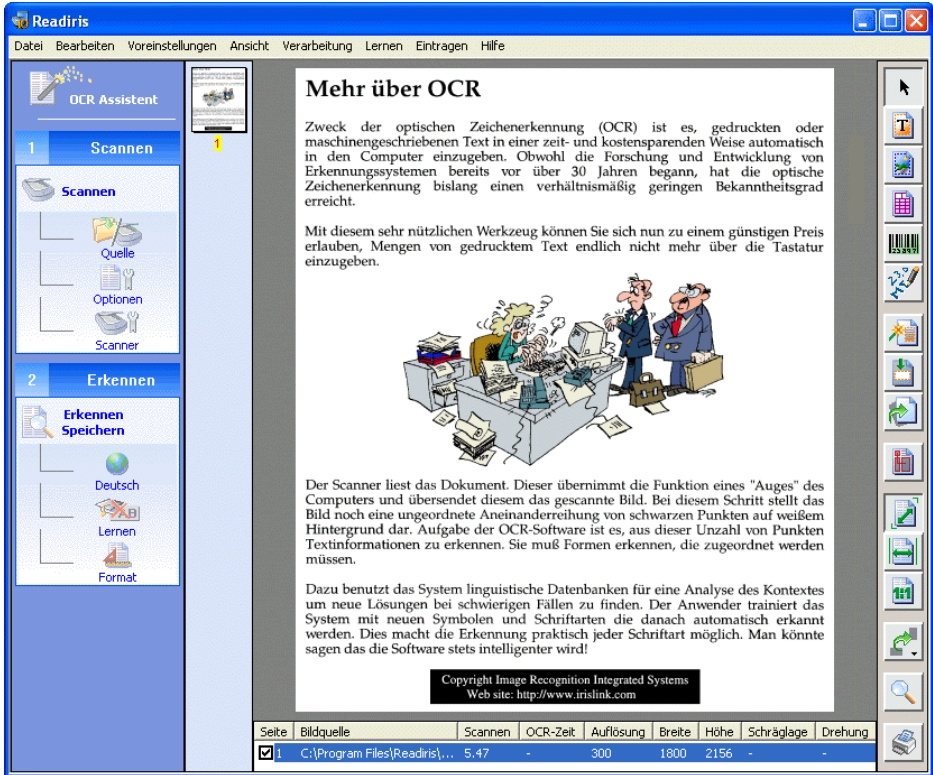 Readiris
Datei Bearbeiten Voreinstellungen Ansicht Verarbeitung Lernen Eintragen Hilfe
OCR Assistent
1 Scannen
Scannen
Quelle
Optionen
Scanner
2 Erkennen
Erkennen
Speichern
Deutsch
Lernen
Format
1
Mehr über OCR
Zweck der optischen Zeichenerkennung (OCR) ist es, gedruckten oder
maschinengeschriebenen Text in einer zeit- und kostensparenden Weise automatisch
in den Computer einzugeben. Obwohl die Forschung und Entwicklung von
Erkennungssystemen bereits vor über 30 Jahren begann, hat die optische
Zeichenerkennung bislang einen verhältnismäßig geringen Bekanntheitsgrad
erreicht.
Mit diesem sehr nützlichen Werkzeug können Sie sich nun zu einem günstigen Preis
erlauben, Mengen von gedrucktem Text endlich nicht mehr über die Tastatur
einzugeben.
Der Scanner liest das Dokument. Dieser übernimmt die Funktion eines "Auges" des
Computers und übersendet diesem das gescannte Bild. Bei diesem Schritt stellt das
Bild noch eine ungeordnete Aneinanderreihung von schwarzen Punkten auf weißem
Hintergrund dar. Aufgabe der OCR-Software ist es, aus dieser Unzahl von Punkten
Textinformationen zu erkennen. Sie muß Formen erkennen, die zugeordnet werden
müssen.
Dazu benutzt das System linguistische Datenbanken für eine Analyse des Kontextes
um neue Lösungen bei schwierigen Fällen zu finden. Der Anwender trainiert das
System mit neuen Symbolen und Schriftarten die danach automatisch erkannt
werden. Dies macht die Erkennung praktisch jeder Schriftart möglich. Man könnte
sagen das die Software stets intelligenter wird!
Copyright Image Recognition Integrated Systems
Web site: http://www.irislink.com
Seite Bildquelle Scannen OCR-Zeit Auflösung Breite Höhe Schräglage Drehung
1 C:\Program Files\Readiris\... 5.47 - 300 1800 2156 - -
T
1:1